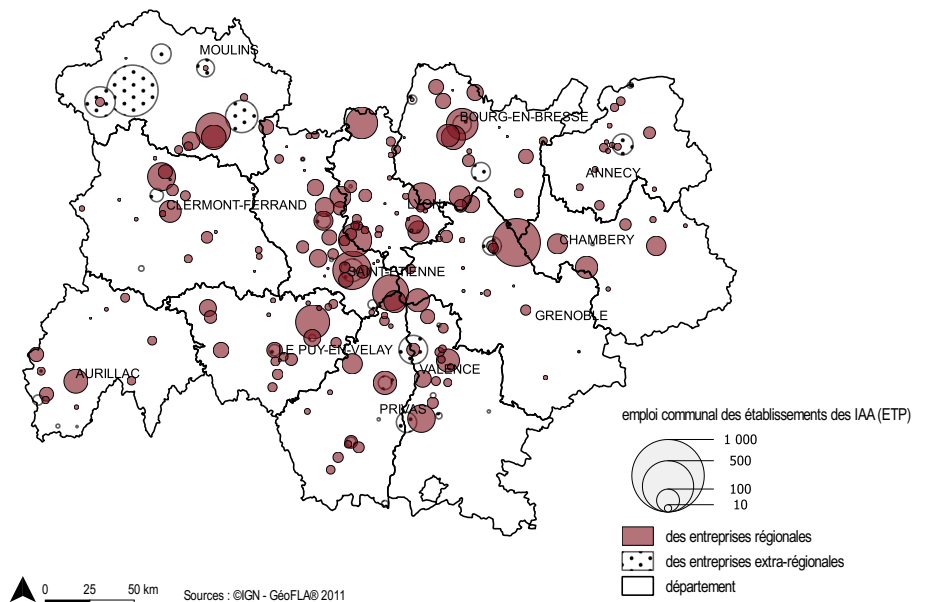 MOULINS
BOURG-EN-BRESSE
ANNECY
CLERMONT-FERRAND
LYON
CHAMBERY
SAINT-ETIENNE
GRENOBLE
LE PUY-EN-VELAY
VALENCE
AURILLAC
PRIVAS
emploi communal des établissements des IAA (ETP)
1 000
500
100
10
des entreprises régionales
des entreprises extra-régionales
département
0 25 50 km
Sources : ©IGN - GéoFLA® 2011